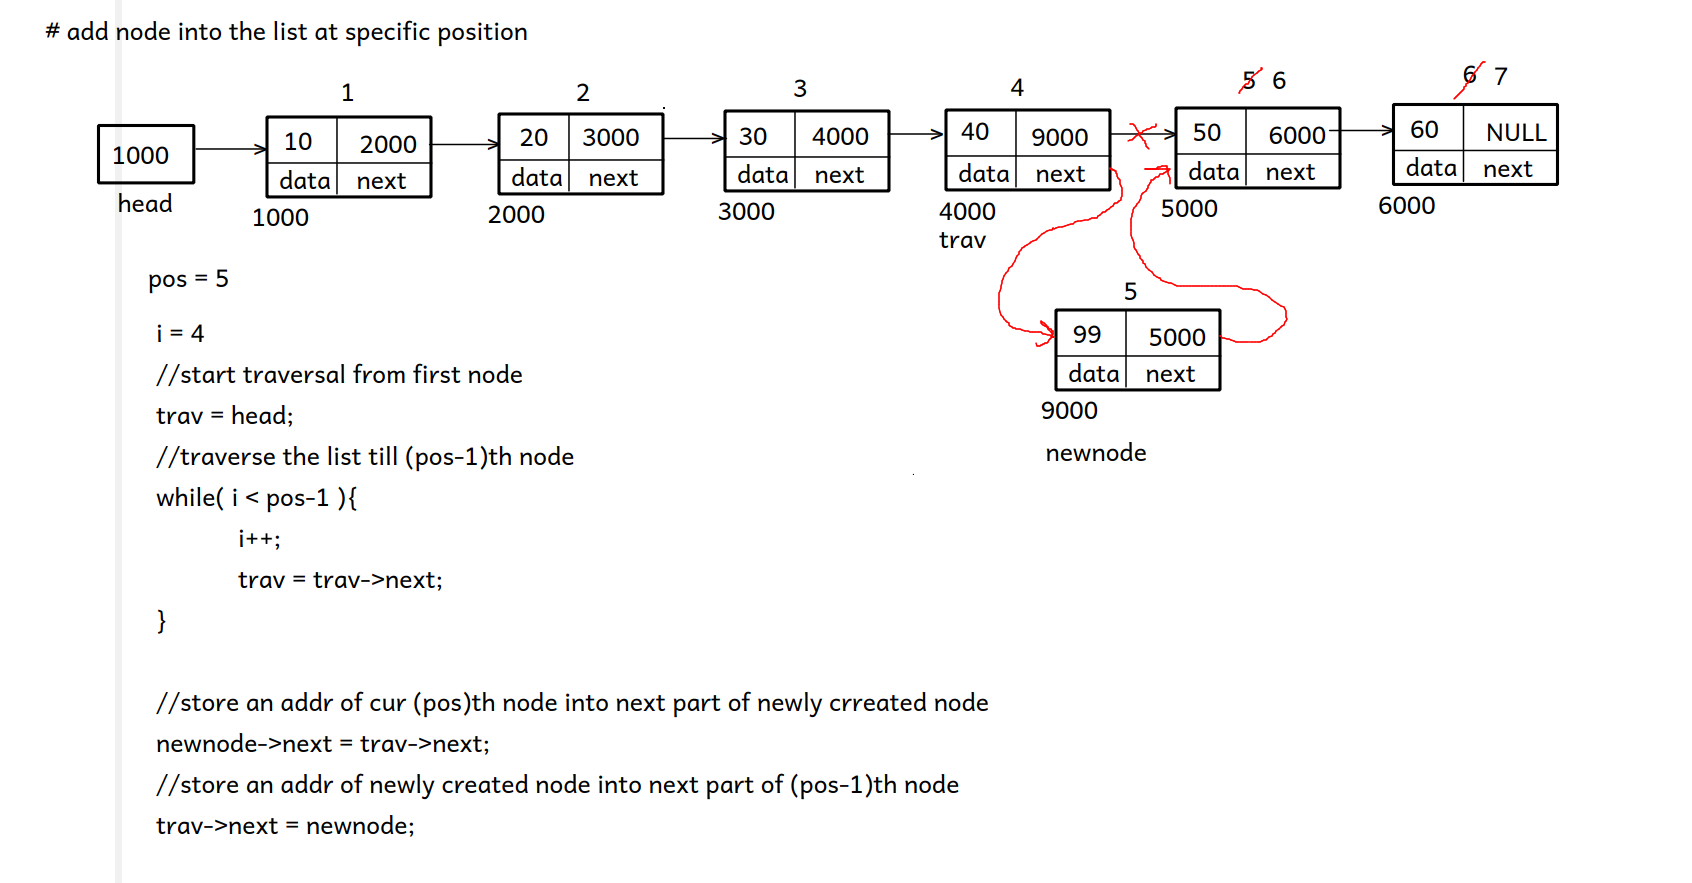 # add node into the list at specific position
1 2 3 4 5 6 6 7
1000 10 2000 20 3000 30 4000 40 9000 50 6000 60 NULL
data next data next data next data next data next data next
head 1000 2000 3000 4000 5000 6000
trav
pos = 5
5
i = 4
99 5000
//start traversal from first node
data next
trav = head;
9000
//traverse the list till (pos-1)th node
newnode
while( i < pos-1 ){
i++;
trav = trav->next;
}
//store an addr of cur (pos)th node into next part of newly crreated node
newnode->next = trav->next;
//store an addr of newly created node into next part of (pos-1)th node
trav->next = newnode;